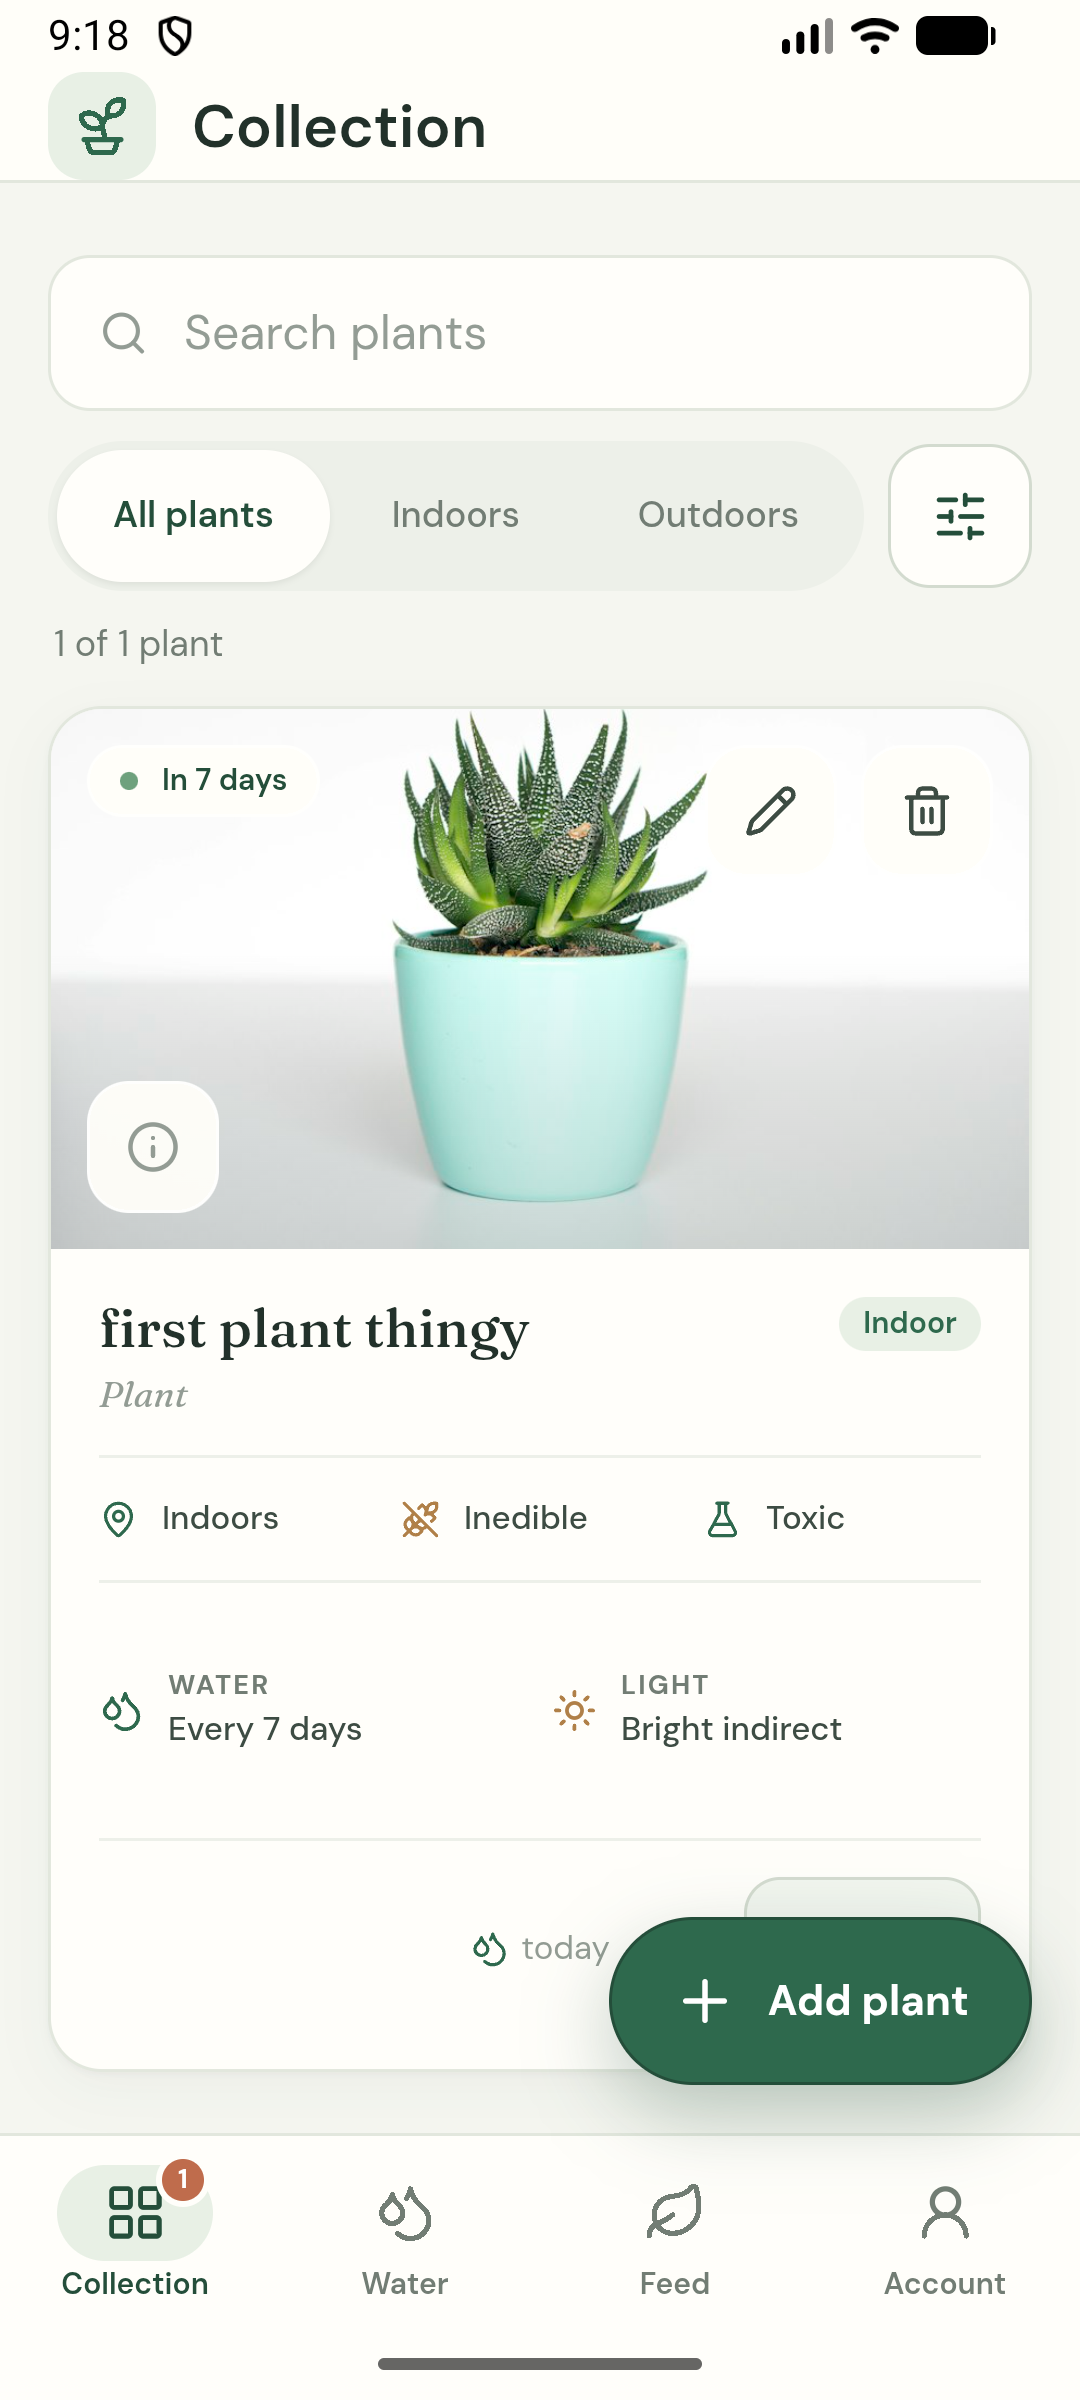 9:18
Collection
Search plants
All plants
Indoors
Outdoors
1 of 1 plant
In 7 days
first plant thingy
Indoor
Plant
Indoors
Inedible
Toxic
WATER
Every 7 days
LIGHT
Bright indirect
today
Add plant
1
Collection
Water
Feed
Account